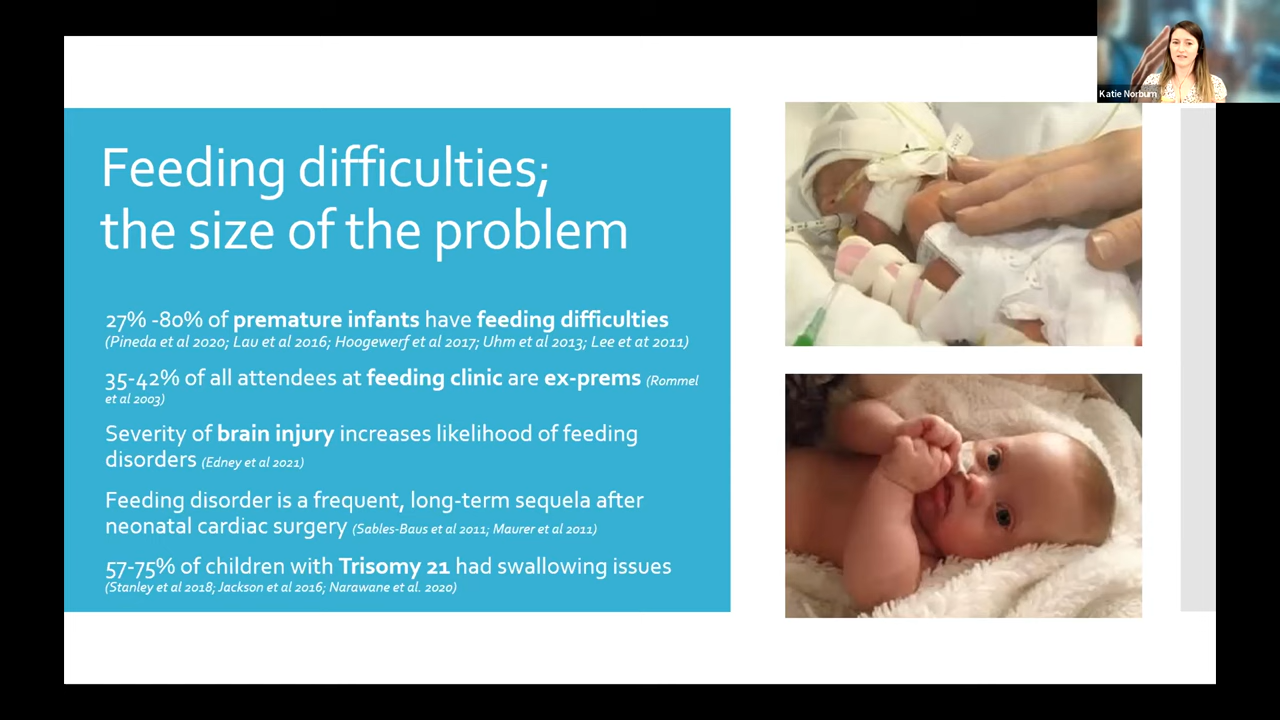 Katie Norburn
Feeding difficulties;
the size of the problem
27% -80% of premature infants have feeding difficulties
(Pineda et al 2020; Lau et al 2016; Hoogewerf et al 2017; Uhm et al 2013; Lee et at 2011)
35-42% of all attendees at feeding clinic are ex-prems (Rommel
et al 2003)
Severity of brain injury increases likelihood of feeding
disorders (Edney et al 2021)
Feeding disorder is a frequent, long-term sequela after
neonatal cardiac surgery (Sables-Baus et al 2011; Maurer et al 2011)
57-75% of children with Trisomy 21 had swallowing issues
(Stanley et al 2018; Jackson et al 2016; Narawane et al. 2020)